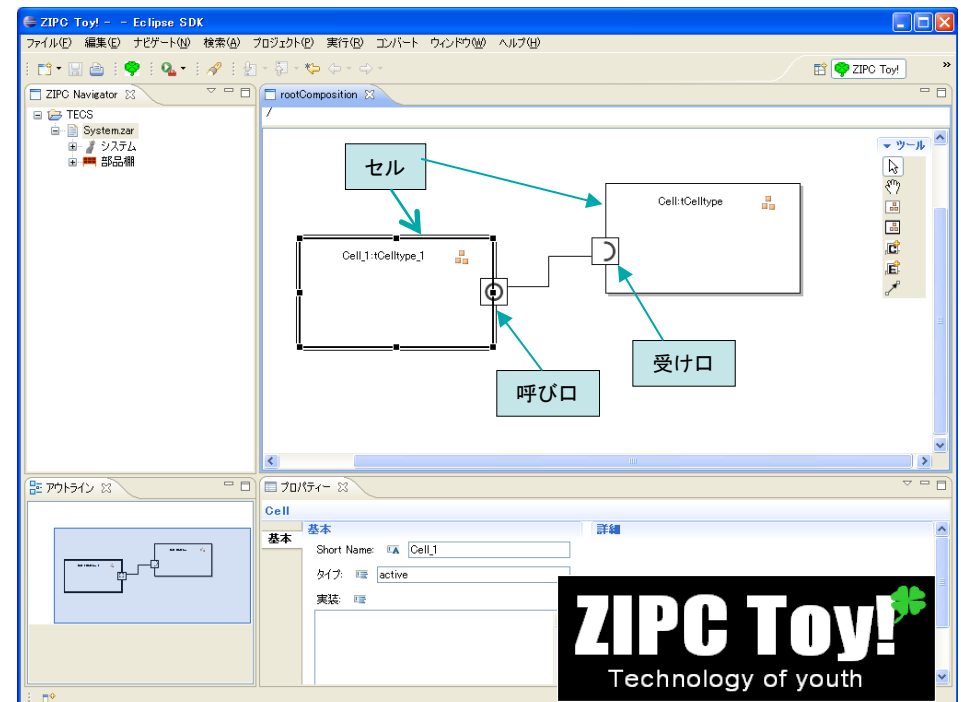 ZIPC Toy! - - Eclipse SDK
ファイル(F) 編集(E) ナビゲート(N) 検索(A) プロジェクト(P) 実行(R) コンバート ウィンドウ(W) ヘルプ(H)
ZIPC Toy!
»
ZIPC Navigator
rootComposition
/
TECS
System.zar
システム
部品棚
ツール
セル
Cell:tCelltype
Cell_1:tCelltype_1
C
E
受け口
呼び口
アウトライン
プロパティー
Cell
基本
基本
詳細
Short Name:
Cell_1
タイプ:
active
実装:
ZIPC Toy!
Technology of youth